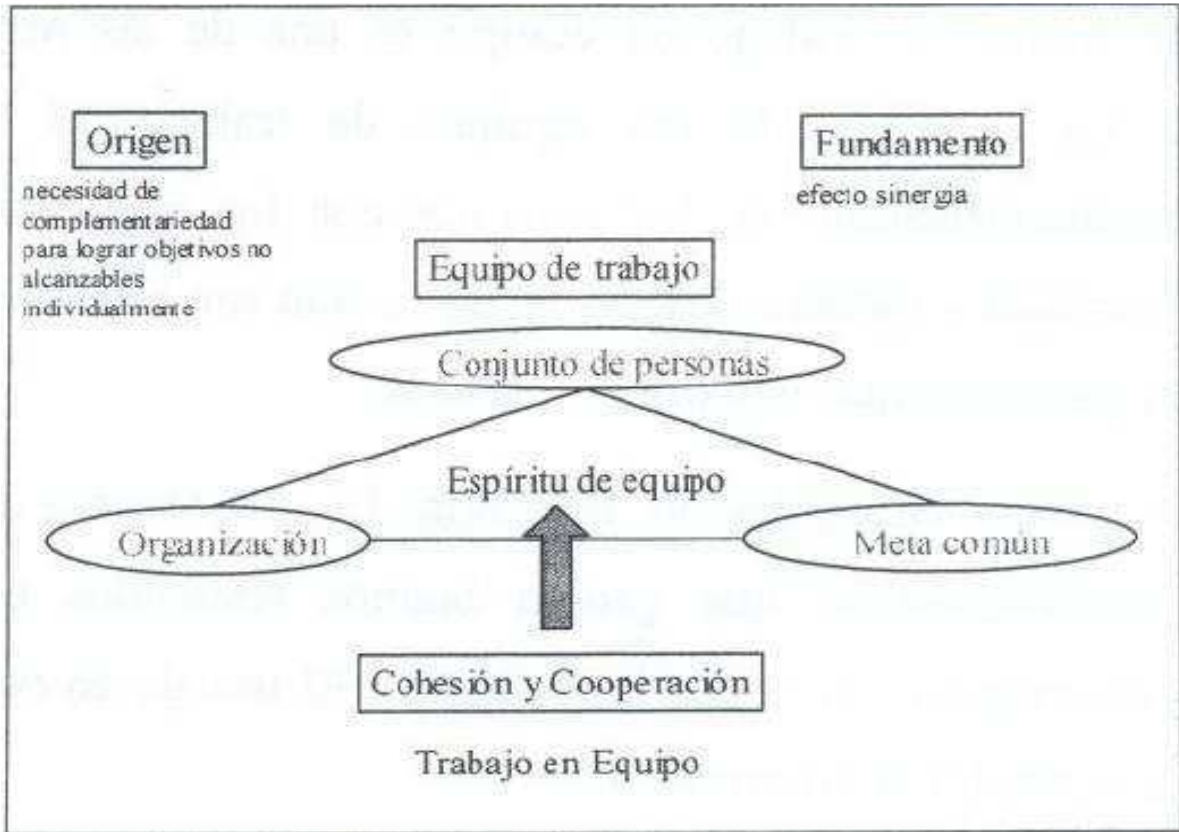 Origen
necesidad de
complementariedad
para lograr objetivos no
alcanzables
individualmente
Fundamento
efecto sinergia
Equipo de trabajo
Conjunto de personas
Espíritu de equipo
Organización
Meta común
Cohesión y Cooperación
Trabajo en Equipo